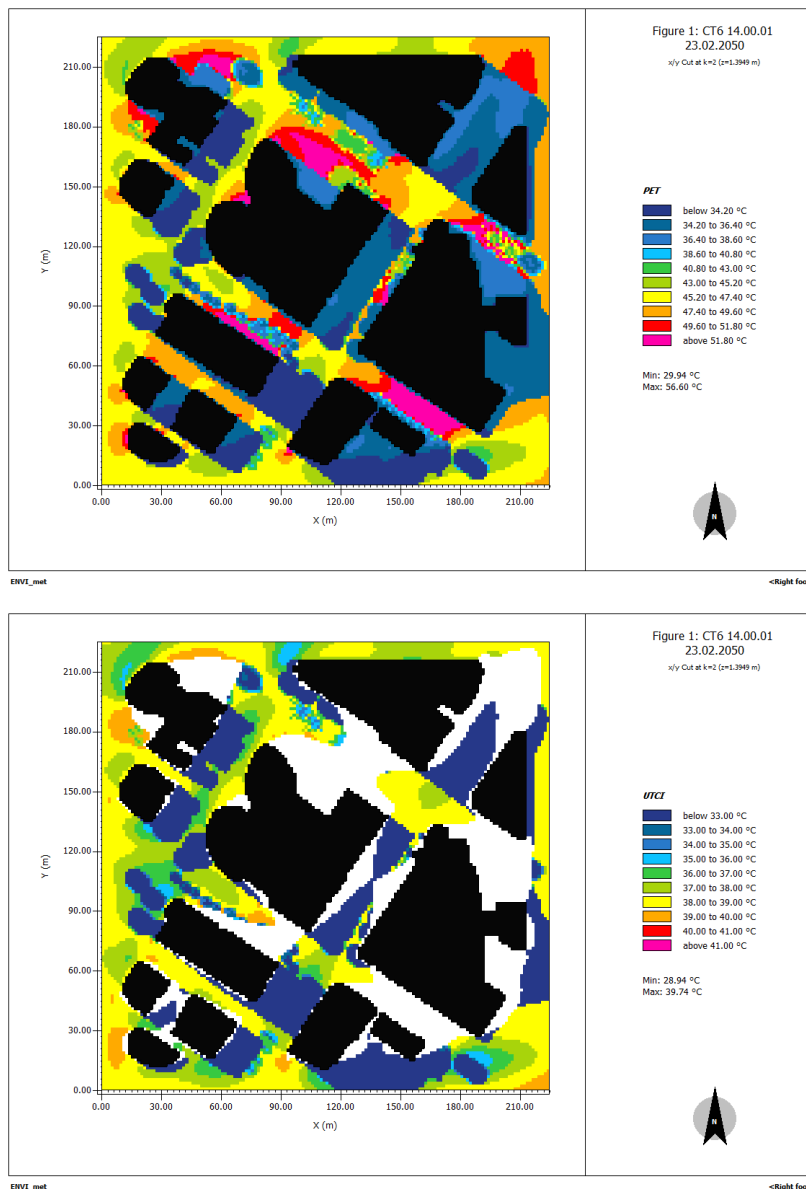 Figure 1: CT6 14.00.01
23.02.2050
x/y Cut at k=2 (z=1.3949 m)
210.00
180.00
150.00
120.00
90.00
60.00
30.00
0.00
Y (m)
0.00 30.00 60.00 90.00 120.00 150.00 180.00 210.00
X (m)
PET
below 34.20 °C
34.20 to 36.40 °C
36.40 to 38.60 °C
38.60 to 40.80 °C
40.80 to 43.00 °C
43.00 to 45.20 °C
45.20 to 47.40 °C
47.40 to 49.60 °C
49.60 to 51.80 °C
above 51.80 °C
Min: 29.94 °C
Max: 56.60 °C
N
ENVI_met
<Right foo
Figure 1: CT6 14.00.01
23.02.2050
x/y Cut at k=2 (z=1.3949 m)
210.00
180.00
150.00
120.00
90.00
60.00
30.00
0.00
Y (m)
0.00 30.00 60.00 90.00 120.00 150.00 180.00 210.00
X (m)
UTCI
below 33.00 °C
33.00 to 34.00 °C
34.00 to 35.00 °C
35.00 to 36.00 °C
36.00 to 37.00 °C
37.00 to 38.00 °C
38.00 to 39.00 °C
39.00 to 40.00 °C
40.00 to 41.00 °C
above 41.00 °C
Min: 28.94 °C
Max: 39.74 °C
N
ENVI_met
<Right foo